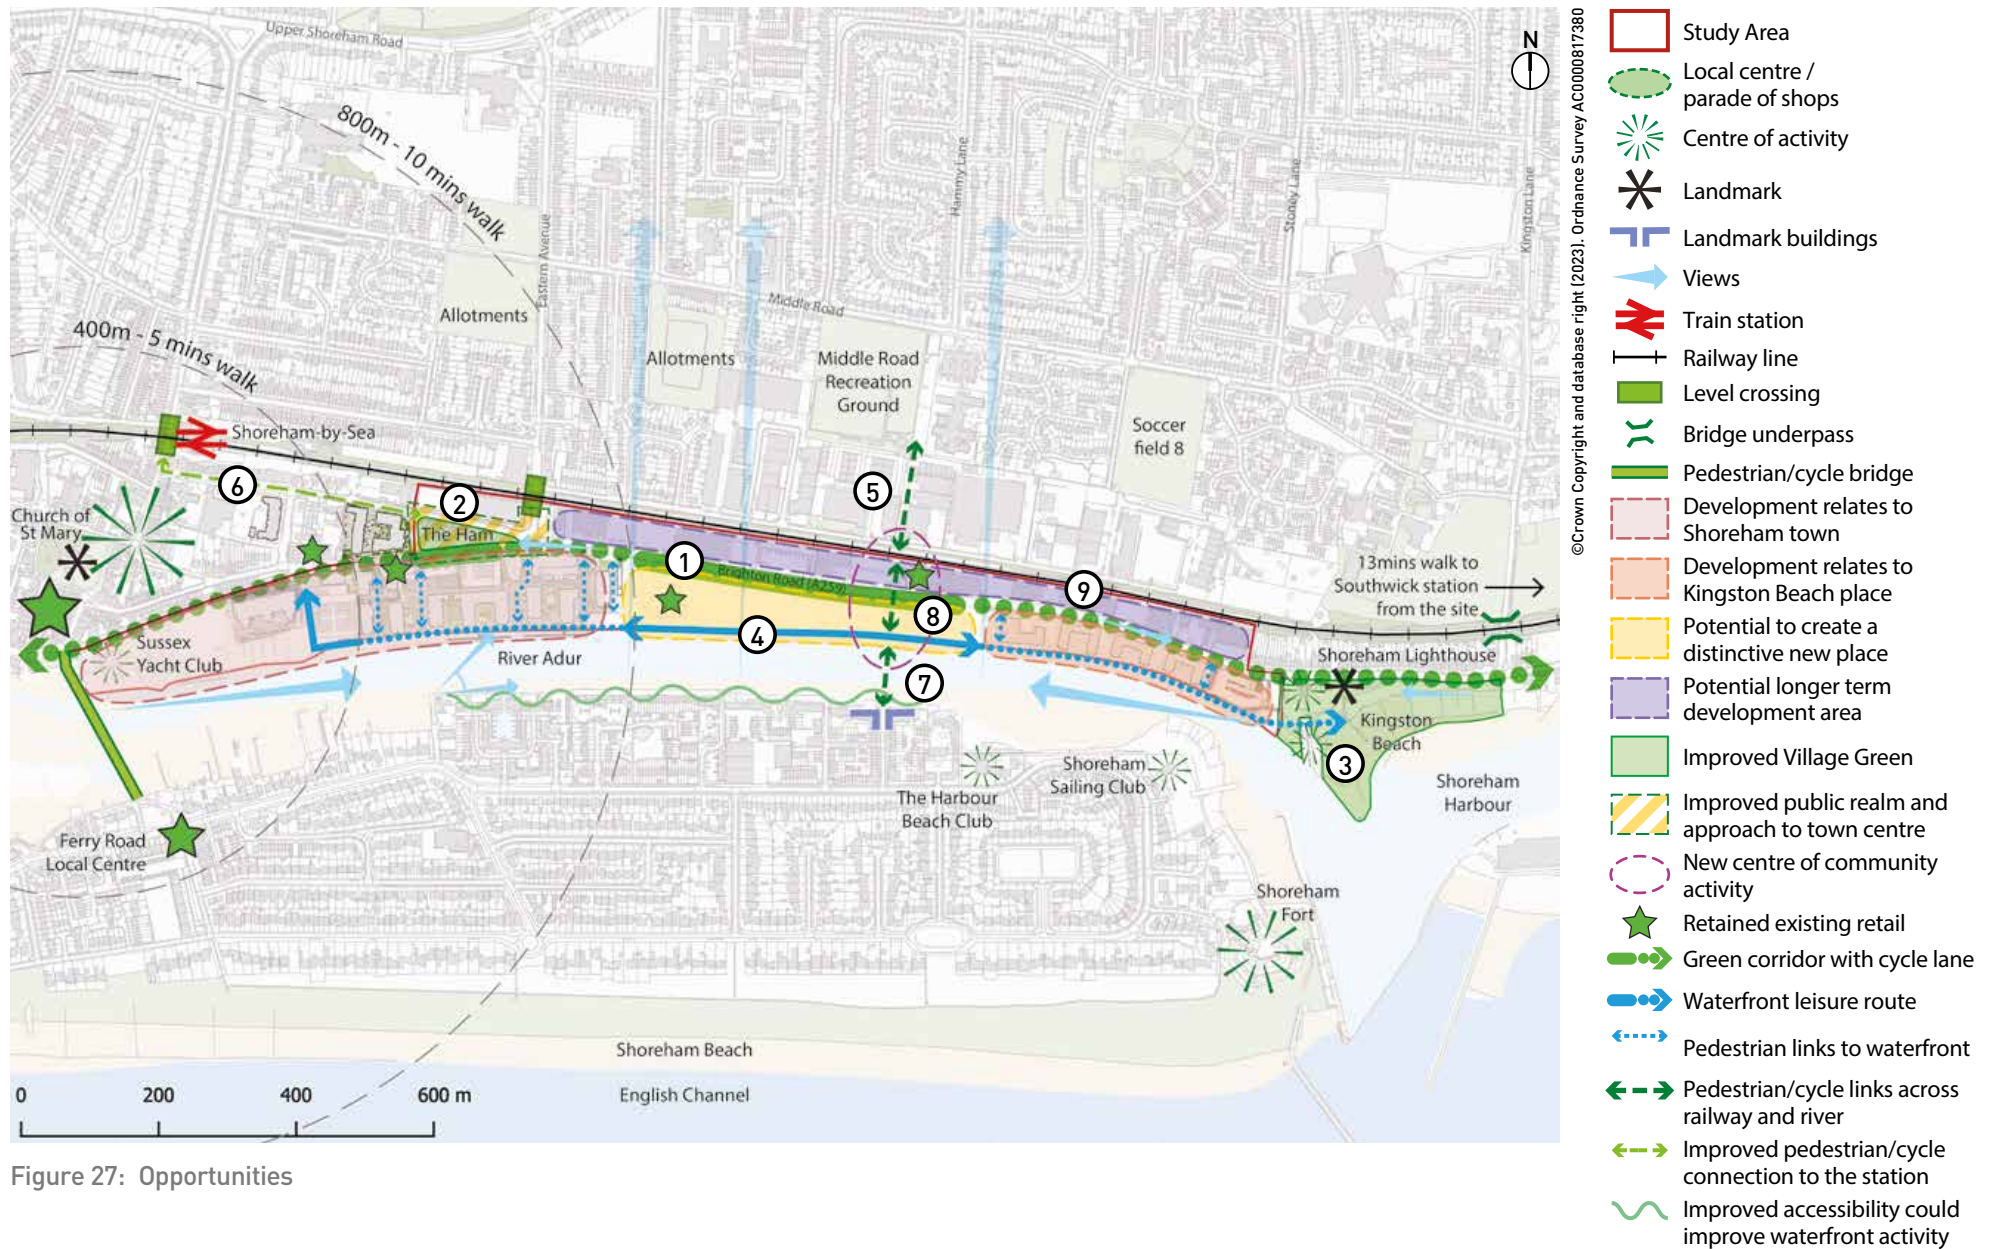 Upper Shoreham Road
N
800m - 10 mins walk
Hammy Lane
Stoney Lane
Kingston Lane
Eastern Avenue
Middle Road
Allotments
400m - 5 mins walk
Allotments
Middle Road
Recreation
Ground
Soccer
field 8
Shoreham-by-Sea
6
2
5
Church of
St Mary
The Ham
1
Brighton Road (A259)
9
13mins walk to
Southwick station
from the site
8
4
Sussex
Yacht Club
River Adur
Shoreham Lighthouse
7
Kingston
Beach
3
Shoreham
Sailing Club
The Harbour
Beach Club
Shoreham
Harbour
Ferry Road
Local Centre
Shoreham
Fort
Shoreham Beach
English Channel
0 200 400 600 m
Figure 27: Opportunities
©Crown Copyright and database right (2023). Ordnance Survey AC0000817380
Study Area
Local centre /
parade of shops
Centre of activity
Landmark
Landmark buildings
Views
Train station
Railway line
Level crossing
Bridge underpass
Pedestrian/cycle bridge
Development relates to
Shoreham town
Development relates to
Kingston Beach place
Potential to create a
distinctive new place
Potential longer term
development area
Improved Village Green
Improved public realm and
approach to town centre
New centre of community
activity
Retained existing retail
Green corridor with cycle lane
Waterfront leisure route
Pedestrian links to waterfront
Pedestrian/cycle links across
railway and river
Improved pedestrian/cycle
connection to the station
Improved accessibility could
improve waterfront activity